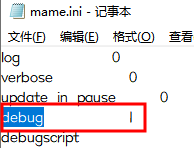 mame.ini - 记事本
文件(F) 编辑(E) 格式(O) 查看
log 0
verbose 0
update_in_pause 0
debug 1
debugscript